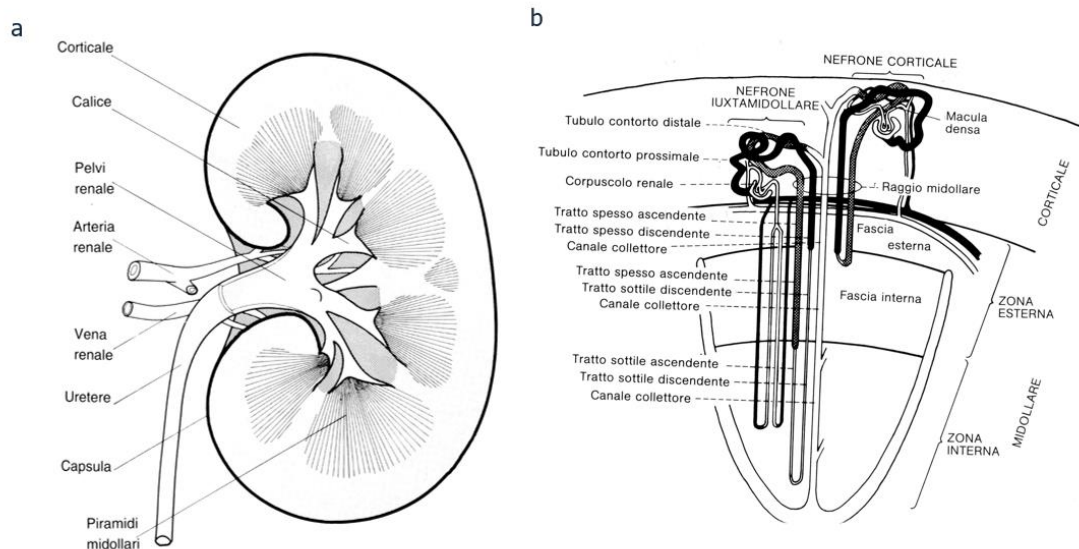 a
Corticale
Calice
Pelvi
renale
Arteria
renale
Vena
renale
Uretere
Capsula
Piramidi
midollari
b
NEFRONE CORTICALE
NEFRONE
IUXTAMIDOLLARE
Tubulo contorto distale
Tubulo contorto prossimale
Corpuscolo renale
Tratto spesso ascendente
Tratto spesso discendente
Canale collettore
Tratto spesso ascendente
Tratto sottile discendente
Canale collettore
Tratto sottile ascendente
Tratto sottile discendente
Canale collettore
Macula
densa
Raggio midollare
Fascia
esterna
Fascia interna
CORTICALE
ZONA
ESTERNA
ZONA
INTERNA
MIDOLLARE